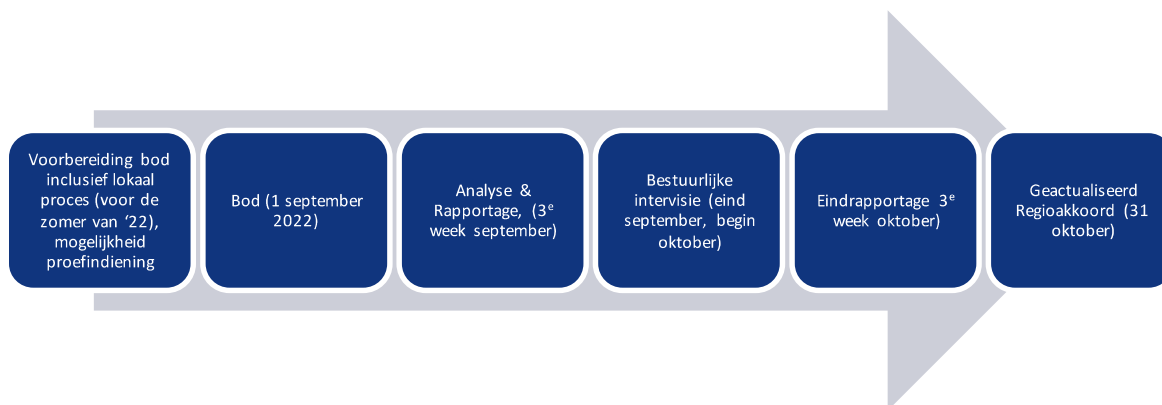 Voorbereiding bod
inclusief lokaal
proces (voor de
zomer van '22),
mogelijkheid
proefindiening
Bod (1 september
2022)
Analyse &
Rapportage, (3e
week september)
Bestuurlijke
intervisie (eind
september, begin
oktober)
Eindrapportage 3e
week oktober)
Geactualiseerd
Regioakkoord (31
oktober)